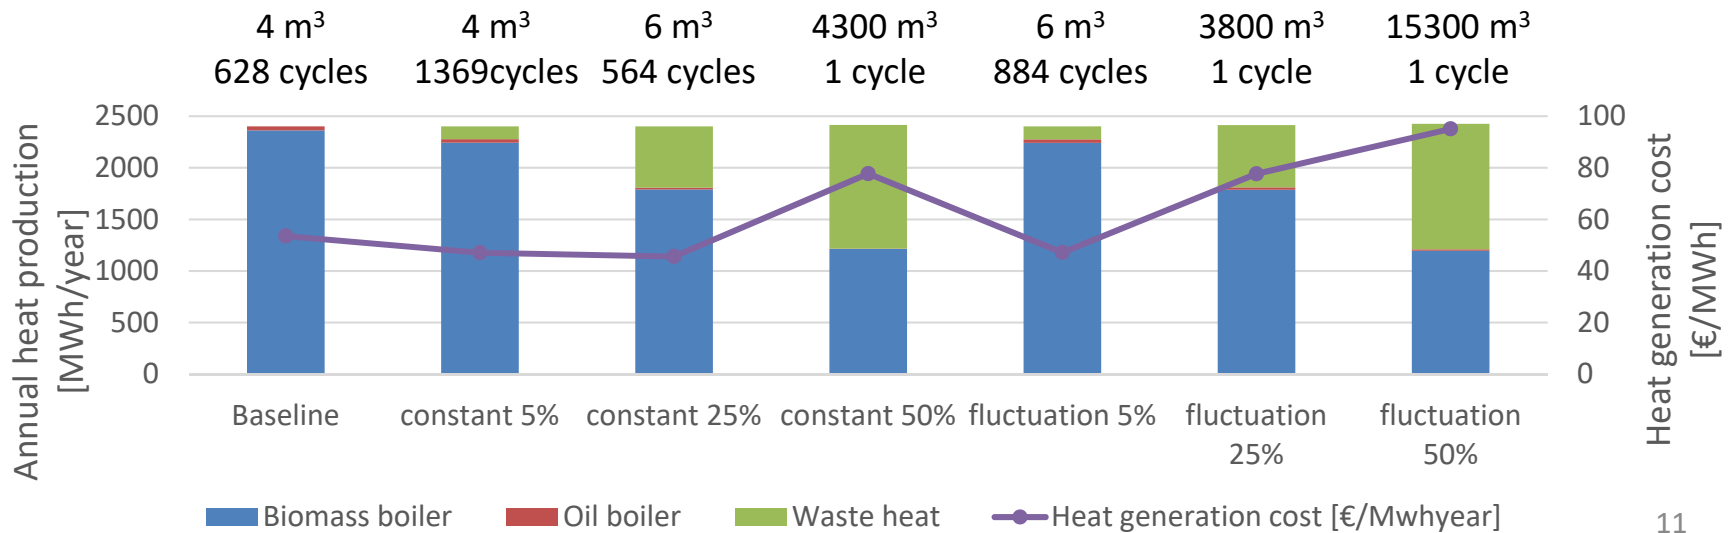 4 m³ 4 m³ 6 m³ 4300 m³ 6 m³ 3800 m³ 15300 m³
628 cycles 1369cycles 564 cycles 1 cycle 884 cycles 1 cycle 1 cycle
Annual heat production
[MWh/year]
2500
2000
1500
1000
500
0
100
80
60
40
20
0
Heat generation cost
[€/MWh]
Baseline constant 5% constant 25% constant 50% fluctuation 5% fluctuation fluctuation
25% 50%
Biomass boiler Oil boiler Waste heat Heat generation cost [€/Mwhyear]
11